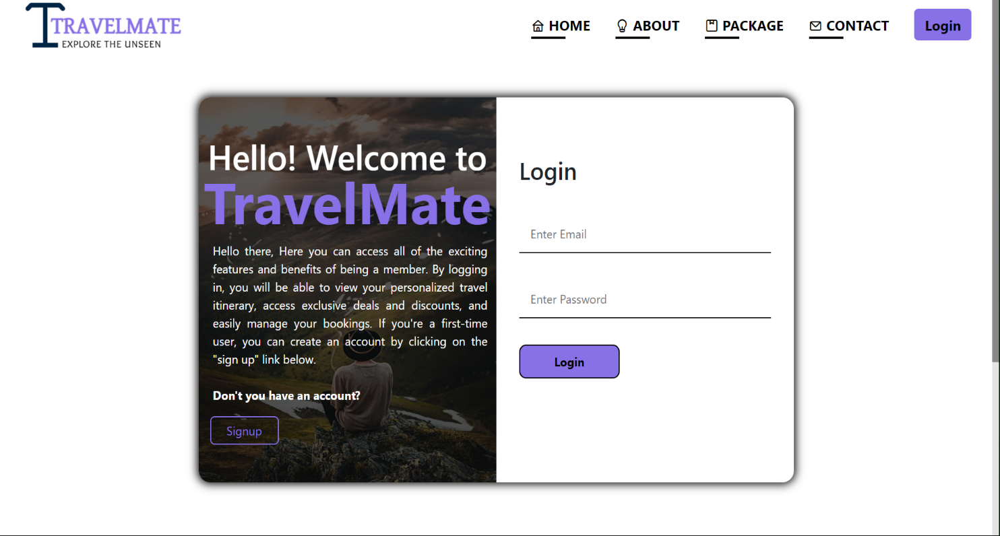 TRAVELMATE
EXPLORE THE UNSEEN
HOME
ABOUT
PACKAGE
CONTACT
Login
Hello! Welcome to
TravelMate
Hello there, Here you can access all of the exciting
features and benefits of being a member. By logging
in, you will be able to view your personalized travel
itinerary, access exclusive deals and discounts, and
easily manage your bookings. If you're a first-time
user, you can create an account by clicking on the
"sign up" link below.
Don't you have an account?
Signup
Login
Enter Email
Enter Password
Login